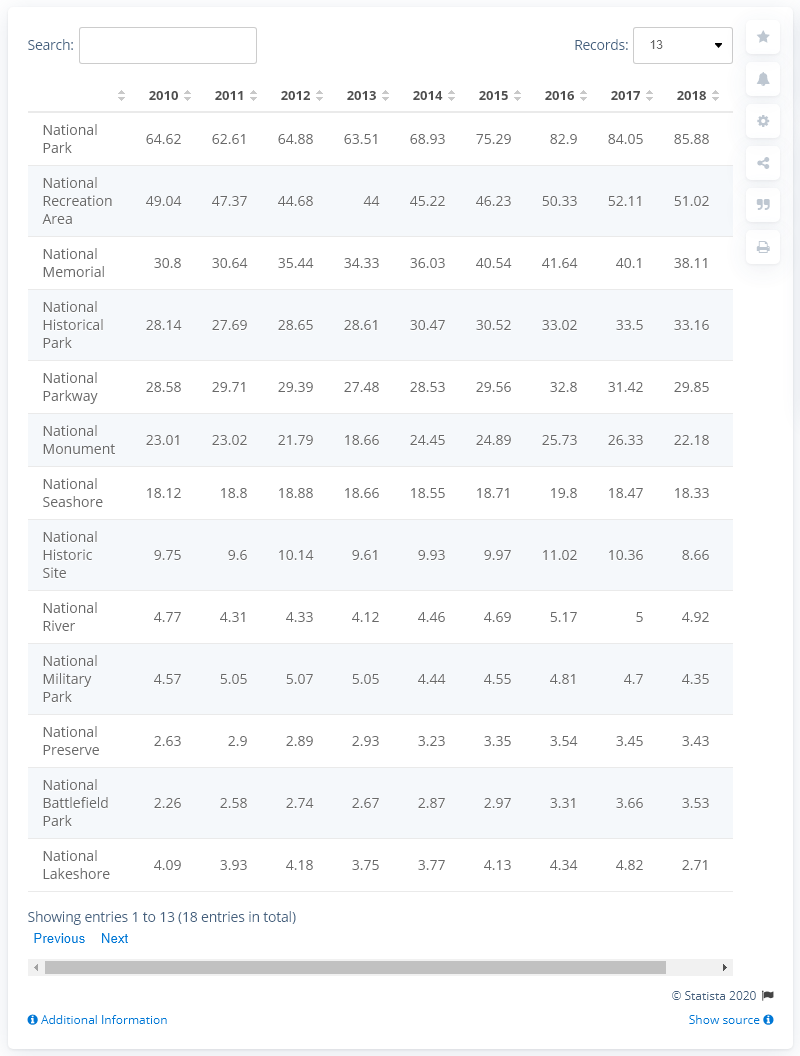 Search:
Records: 13
2010 2011 2012 2013 2014 2015 2016 2017 2018
National Park 64.62 62.61 64.88 63.51 68.93 75.29 82.9 84.05 85.88
National Recreation Area 49.04 47.37 44.68 44 45.22 46.23 50.33 52.11 51.02
National Memorial 30.8 30.64 35.44 34.33 36.03 40.54 41.64 40.1 38.11
National Historical Park 28.14 27.69 28.65 28.61 30.47 30.52 33.02 33.5 33.16
National Parkway 28.58 29.71 29.39 27.48 28.53 29.56 32.8 31.42 29.85
National Monument 23.01 23.02 21.79 18.66 24.45 24.89 25.73 26.33 22.18
National Seashore 18.12 18.8 18.88 18.66 18.55 18.71 19.8 18.47 18.33
National Historic Site 9.75 9.6 10.14 9.61 9.93 9.97 11.02 10.36 8.66
National River 4.77 4.31 4.33 4.12 4.46 4.69 5.17 5 4.92
National Military Park 4.57 5.05 5.07 5.05 4.44 4.55 4.81 4.7 4.35
National Preserve 2.63 2.9 2.89 2.93 3.23 3.35 3.54 3.45 3.43
National Battlefield Park 2.26 2.58 2.74 2.67 2.87 2.97 3.31 3.66 3.53
National Lakeshore 4.09 3.93 4.18 3.75 3.77 4.13 4.34 4.82 2.71
Showing entries 1 to 13 (18 entries in total)
Previous Next
© Statista 2020
Additional Information
Show source